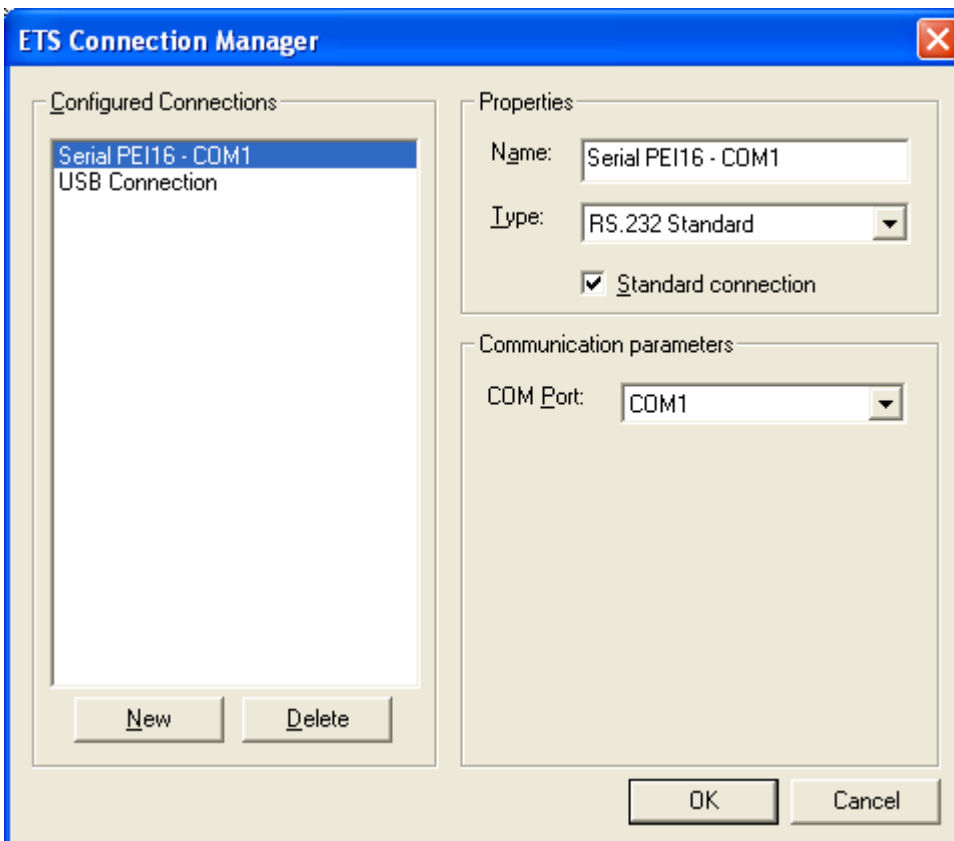 ETS Connection Manager
Configured Connections
Serial PEI16 - COM1
USB Connection
New
Delete
Properties
Name:
Serial PEI16 - COM1
Type:
RS.232 Standard
Standard connection
Communication parameters
COM Port:
COM1
OK
Cancel